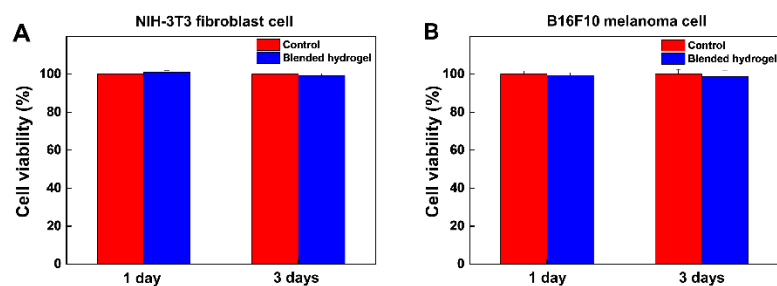 A
NIH-3T3 fibroblast cell
Control
Blended hydrogel
Cell viability (%)
100
80
60
40
20
0
1 day
3 days
B
B16F10 melanoma cell
Control
Blended hydrogel
Cell viability (%)
100
80
60
40
20
0
1 day
3 days